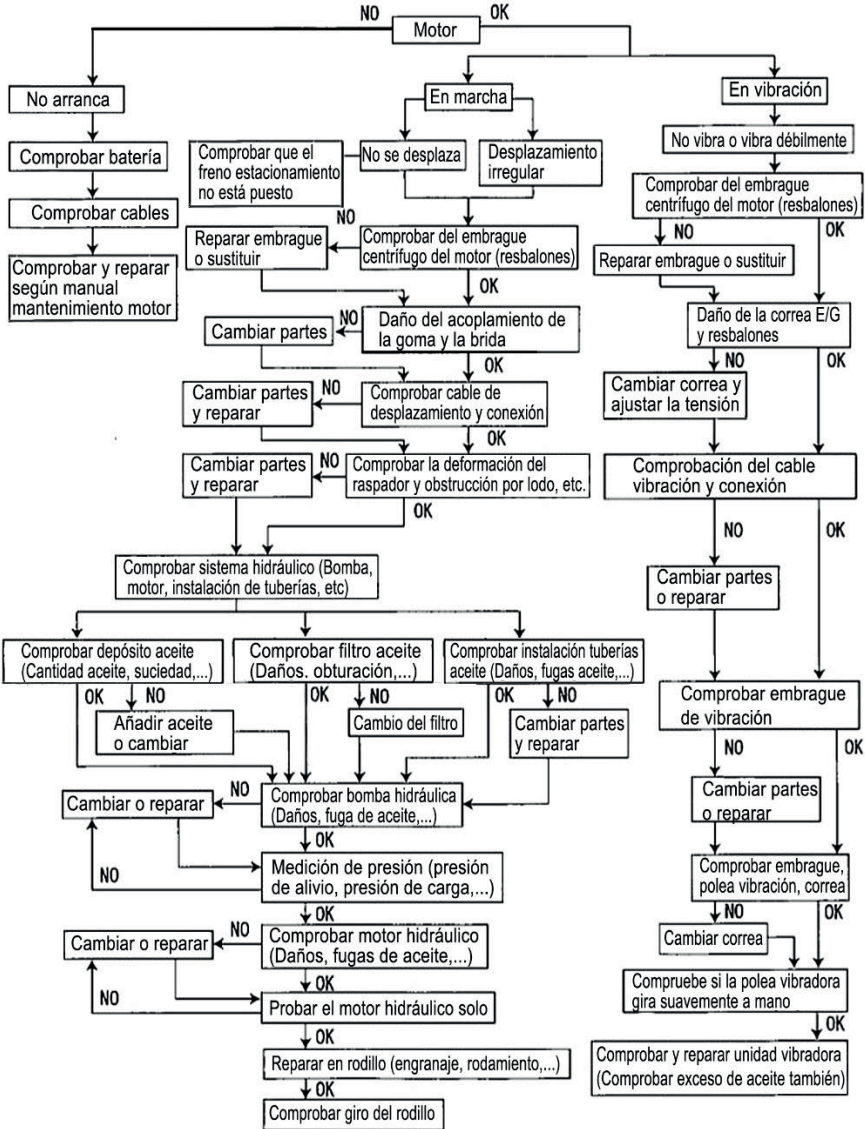 NO
OK
Motor
No arranca
En marcha
En vibración
Comprobar batería
Comprobar que el
freno estacionamiento
no está puesto
No se desplaza
Desplazamiento
irregular
No vibra o vibra débilmente
Comprobar cables
Comprobar del embrague
centrífugo del motor (resbalones)
NO
OK
Comprobar y reparar
según manual
mantenimiento motor
Reparar embrague
o sustituir
NO
Comprobar del embrague
centrífugo del motor (resbalones)
OK
Reparar embrague o sustituir
Cambiar partes
NO
Daño del acoplamiento de
la goma y la brida
OK
Daño de la correa E/G
y resbalones
NO
OK
Cambiar partes
y reparar
NO
Comprobar cable de
desplazamiento y conexión
OK
Cambiar correa y
ajustar la tensión
Cambiar partes
y reparar
NO
Comprobar la deformación del
raspador y obstrucción por lodo, etc.
OK
Comprobación del cable
vibración y conexión
NO
OK
Comprobar sistema hidráulico (Bomba,
motor, instalación de tuberías, etc)
Cambiar partes
o reparar
Comprobar depósito aceite
(Cantidad aceite, suciedad,...)
OK
NO
Comprobar filtro aceite
(Daños. obturación,...)
OK
NO
Comprobar instalación tuberías
aceite (Daños, fugas aceite,...)
OK
NO
Comprobar embrague
de vibración
NO
OK
Añadir aceite
o cambiar
Cambio del filtro
Cambiar partes
y reparar
Cambiar partes
o reparar
Cambiar o reparar
NO
Comprobar bomba hidráulica
(Daños, fuga de aceite,...)
OK
NO
Medición de presión (presión
de alivio, presión de carga,...)
OK
Comprobar embrague,
polea vibración, correa
NO
OK
Cambiar o reparar
NO
Comprobar motor hidráulico
(Daños, fugas de aceite,...)
OK
Cambiar correa
NO
Probar el motor hidráulico solo
OK
Compruebe si la polea vibradora
gira suavemente a mano
OK
Reparar en rodillo (engranaje, rodamiento,...)
OK
Comprobar y reparar unidad vibradora
(Comprobar exceso de aceite también)
Comprobar giro del rodillo